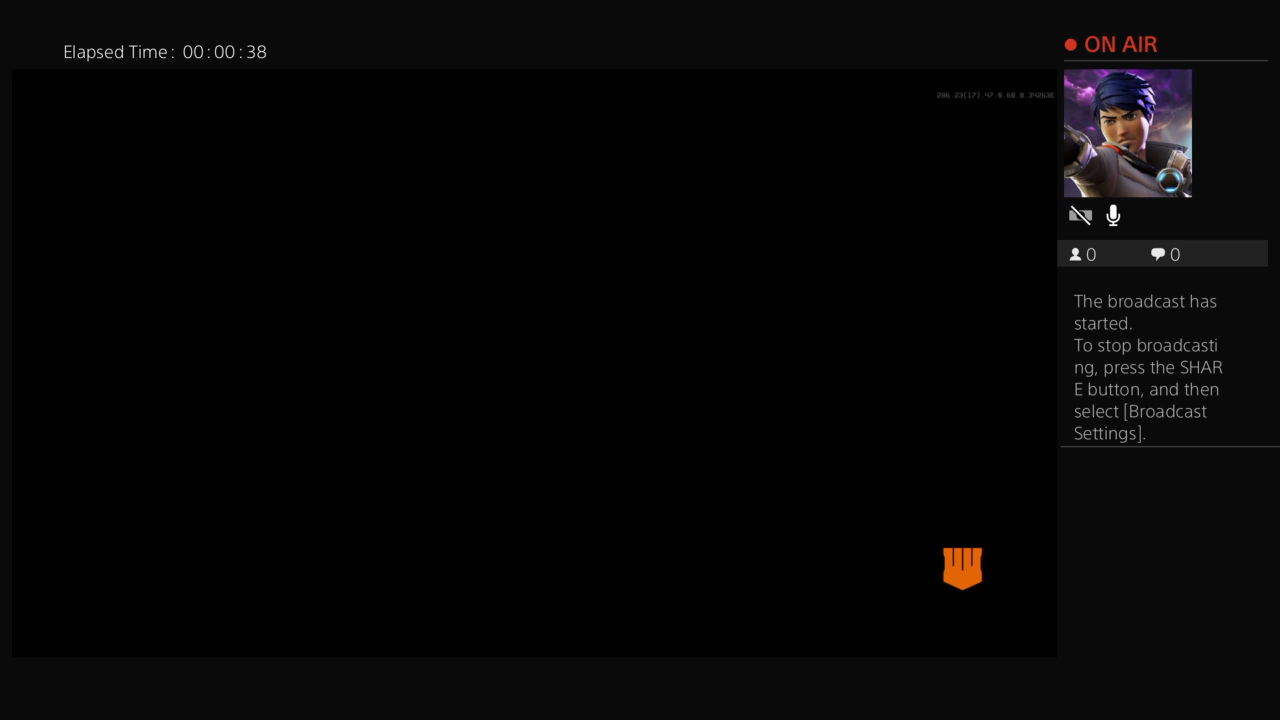 Elapsed Time: 00:00:38
ON AIR
0
0
The broadcast has
started.
To stop broadcasti
ng, press the SHAR
E button, and then
select [Broadcast
Settings].